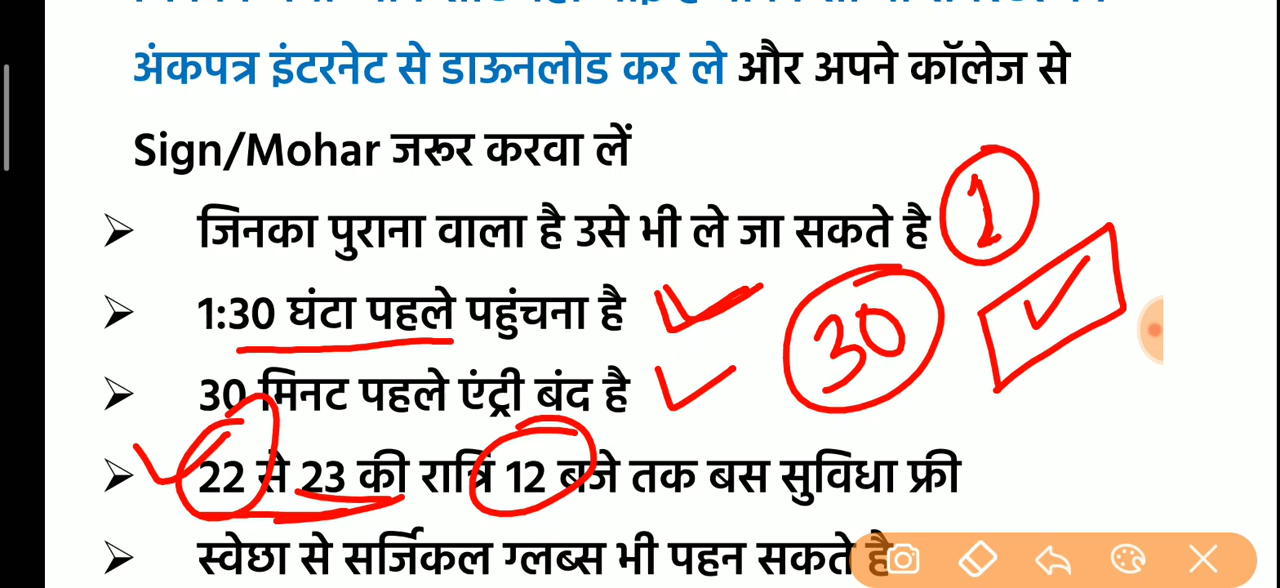 अंकपत्र इंटरनेट से डाऊनलोड कर ले और अपने कॉलेज से
Sign/Mohar जरूर करवा लें
➢ जिनका पुराना वाला है उसे भी ले जा सकते है 1
➢ 1:30 घंटा पहले पहुंचना है 30
➢ 30 मिनट पहले एंट्री बंद है
➢ 22 से 23 की रात्रि 12 बजे तक बस सुविधा फ्री
➢ स्वेछा से सर्जिकल ग्लब्स भी पहन सकते है